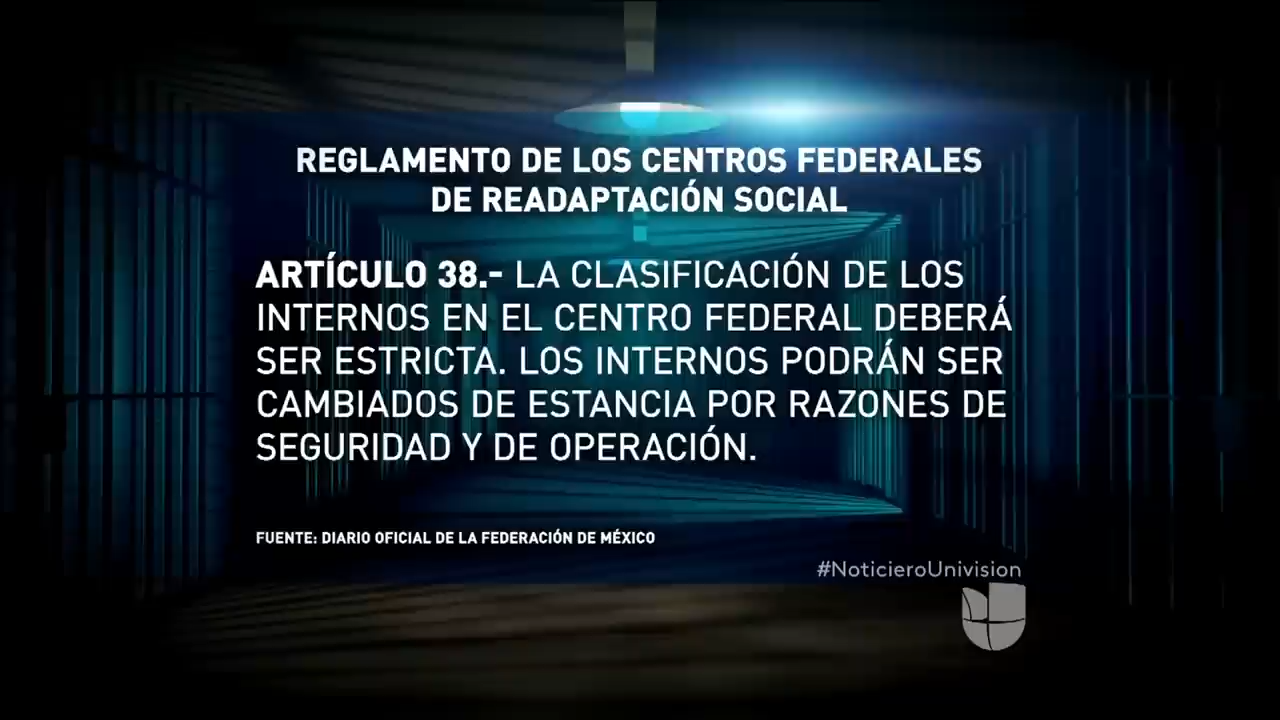 REGLAMENTO DE LOS CENTROS FEDERALES
DE READAPTACIÓN SOCIAL
ARTÍCULO 38.- LA CLASIFICACIÓN DE LOS
INTERNOS EN EL CENTRO FEDERAL DEBERÁ
SER ESTRICTA. LOS INTERNOS PODRÁN SER
CAMBIADOS DE ESTANCIA POR RAZONES DE
SEGURIDAD Y DE OPERACIÓN.
FUENTE: DIARIO OFICIAL DE LA FEDERACIÓN DE MÉXICO
#NoticieroUnivision